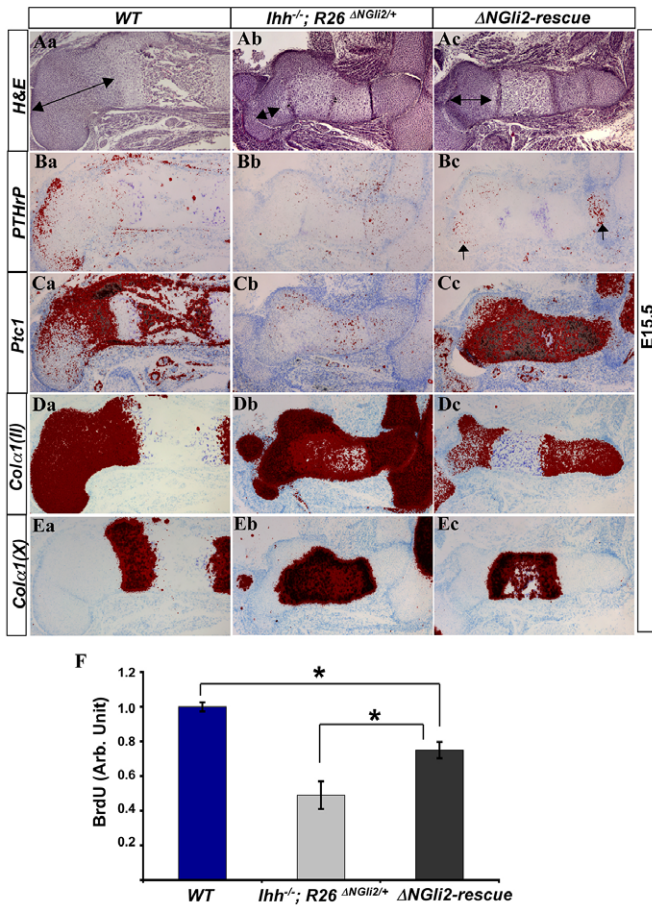 WT Ihh-/-; R26 ΔNGli2/+ ΔNGli2-rescue
H&E Aa Ab Ac
PTHrP Ba Bb Bc
Ptc1 Ca Cb Cc
E15.5
Colα1(II) Da Db Dc
Colα1(X) Ea Eb Ec
F
*
*
BrdU (Arb. Unit)
1.2
1.0
0.8
0.6
0.4
0.2
WT Ihh-/-; R26 ΔNGli2/+ ΔNGli2-rescue